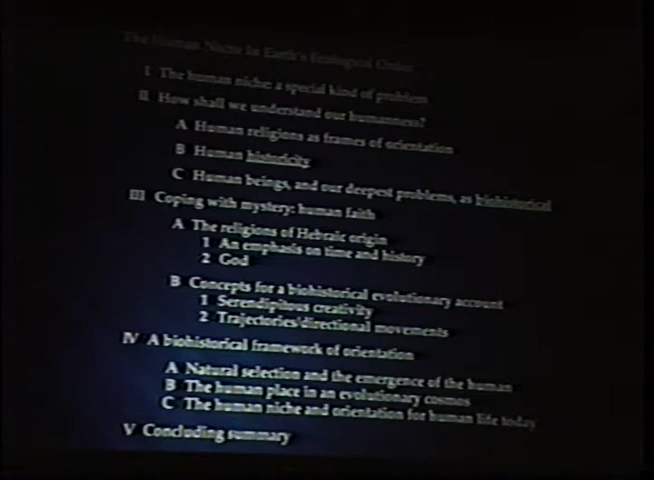 The Human Niche In Earth's Ecological Order
I The human niche: a special kind of problem
II How shall we understand our humanness?
A Human religions as frames of orientation
B Human historicity
C Human beings, and our deepest problems, as biohistorical
III Coping with mystery: human faith
A The religions of Hebraic origin
1 An emphasis on time and history
2 God
B Concepts for a biohistorical evolutionary account
1 Serendipitous creativity
2 Trajectories/directional movements
IV A biohistorical framework of orientation
A Natural selection and the emergence of the human
B The human place in an evolutionary cosmos
C The human niche and orientation for human life today
V Concluding summary